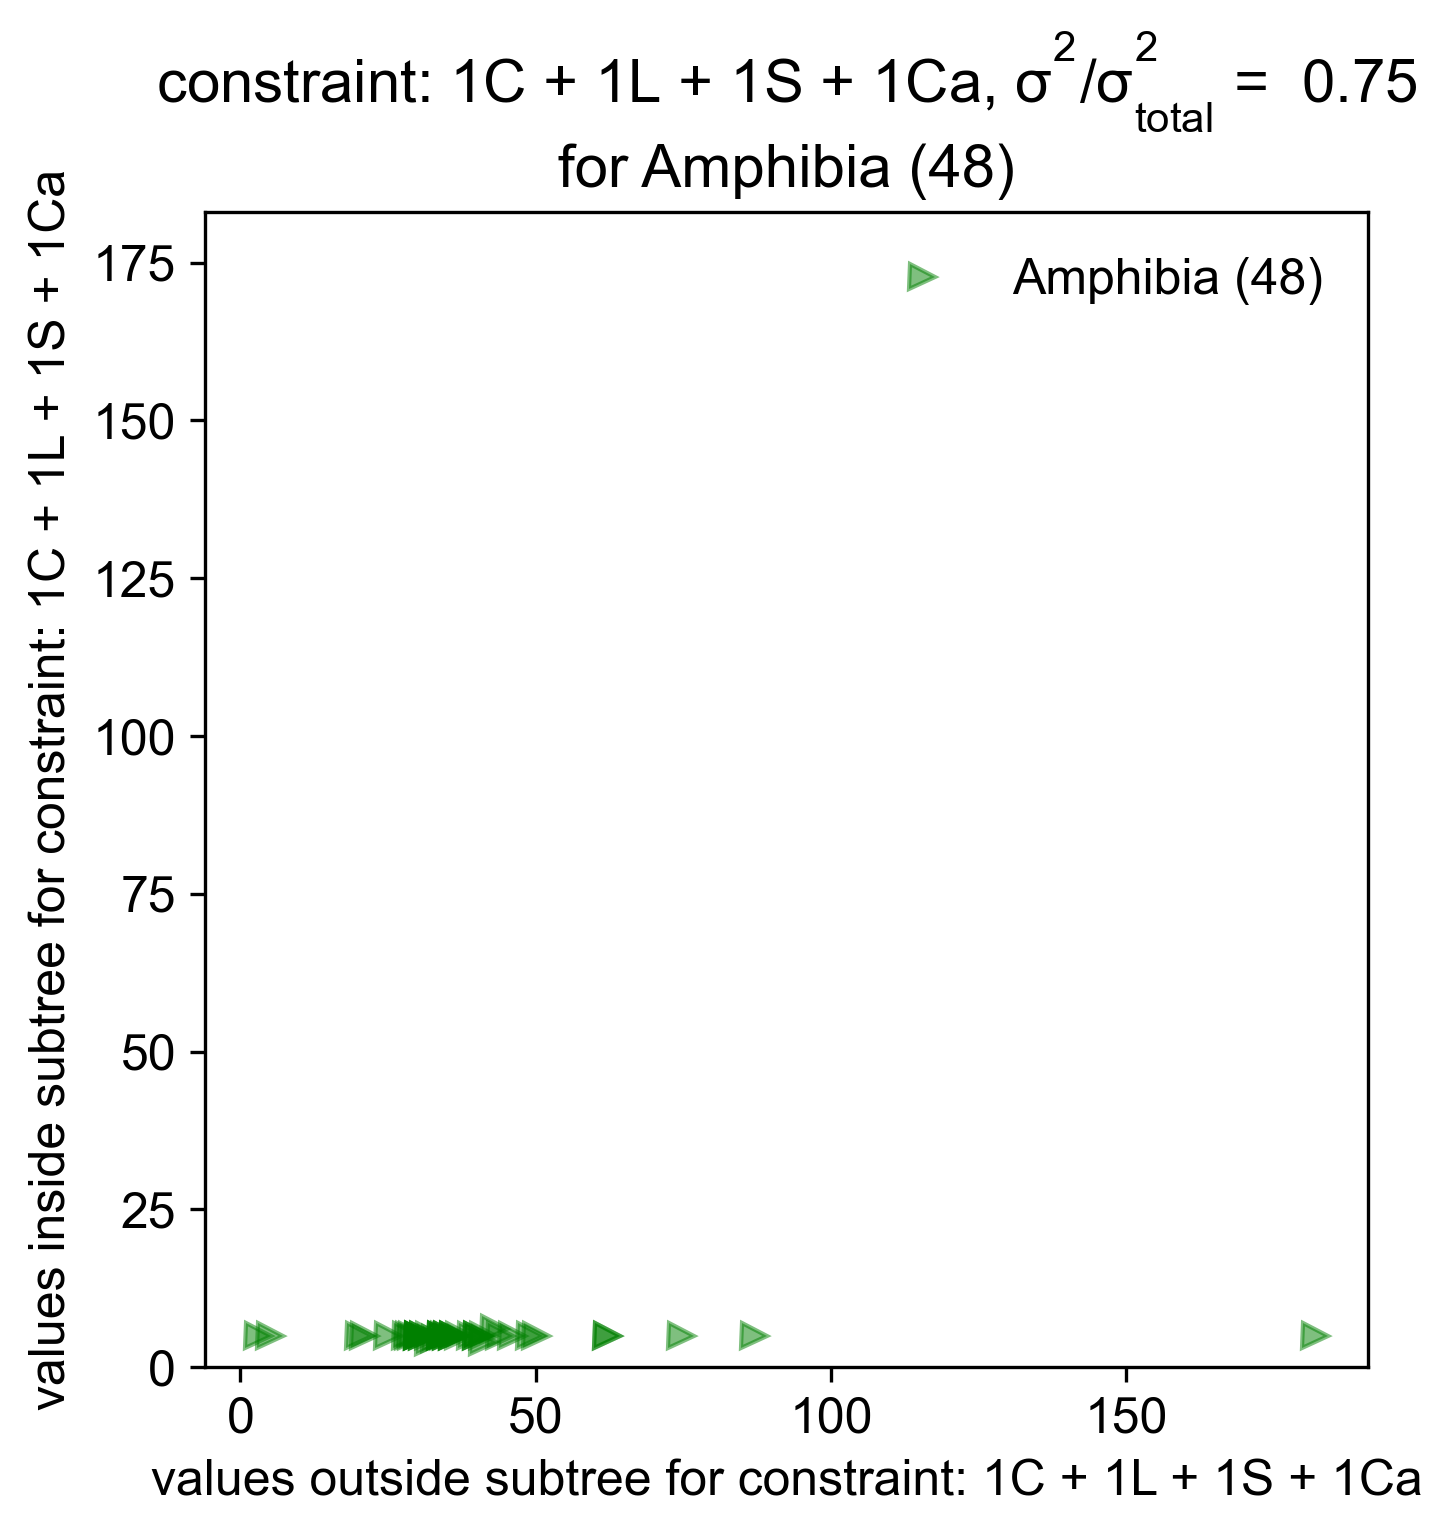 constraint: 1C + 1L + 1S + 1Ca, σ²/σ²total = 0.75
for Amphibia (48)
values inside subtree for constraint: 1C + 1L + 1S + 1Ca
175
150
125
100
75
50
25
0
Amphibia (48)
0 50 100 150
values outside subtree for constraint: 1C + 1L + 1S + 1Ca